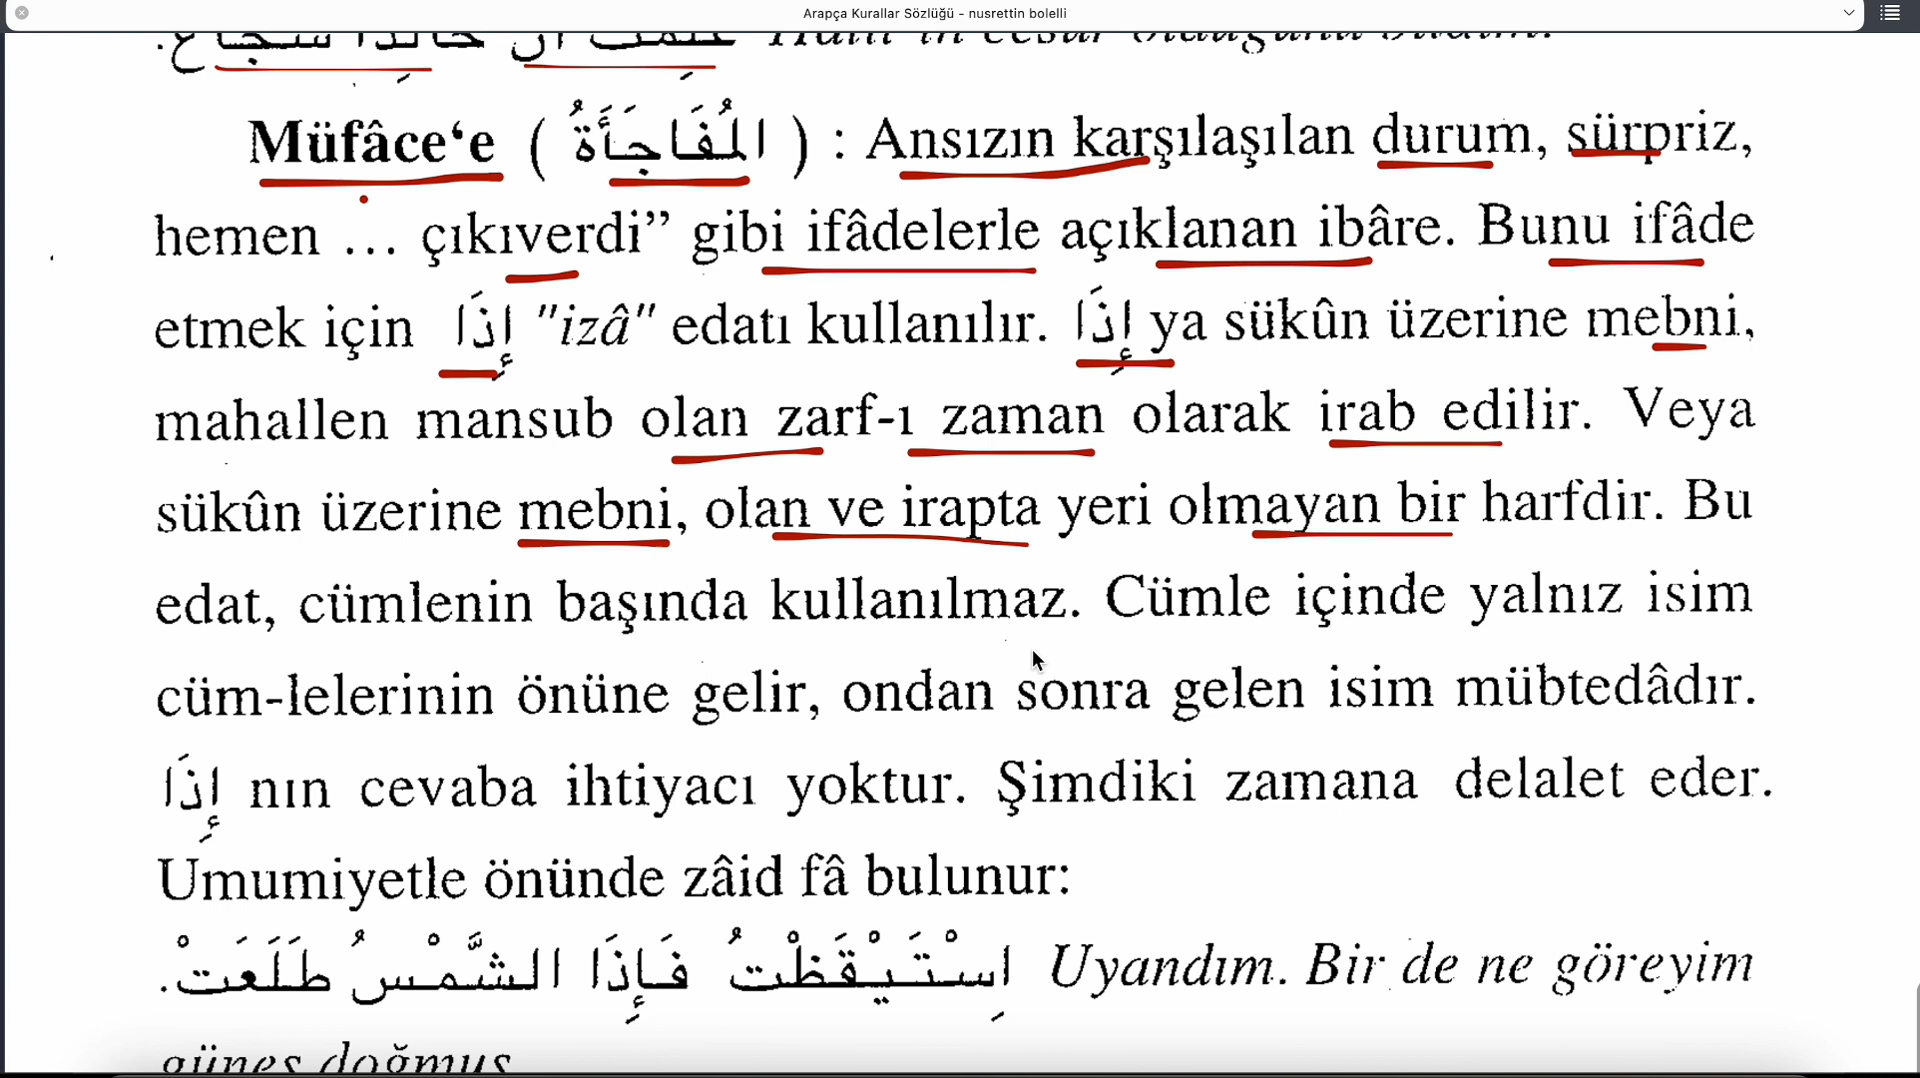 Arapça Kurallar Sözlüğü - nusrettin bolelli
Müfâce‘e ( المُفَاجَأَةُ ) : Ansızın karşılaşılan durum, sürpriz,
hemen ... çıkıverdi” gibi ifâdelerle açıklanan ibâre. Bunu ifâde
etmek için إِذَا "izâ" edatı kullanılır. إِذَا ya sükûn üzerine mebni,
mahallen mansub olan zarf-ı zaman olarak irab edilir. Veya
sükûn üzerine mebni, olan ve irapta yeri olmayan bir harfdir. Bu
edat, cümlenin başında kullanılmaz. Cümle içinde yalnız isim
cüm-lelerinin önüne gelir, ondan sonra gelen isim mübtedâdır.
إِذَا nın cevaba ihtiyacı yoktur. Şimdiki zamana delalet eder.
Umumiyetle önünde zâid fâ bulunur:
اِسْتَيْقَظْتُ فَإِذَا الشَّمْسُ طَلَعَتْ. Uyandım. Bir de ne göreyim
güneş doğmuş